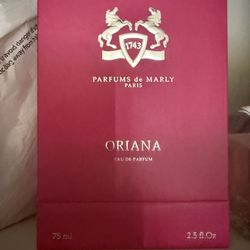 1743
PARFUMS de MARLY
PARIS
ORIANA
EAU DE PARFUM
75 ml
2.5 fl.Oz